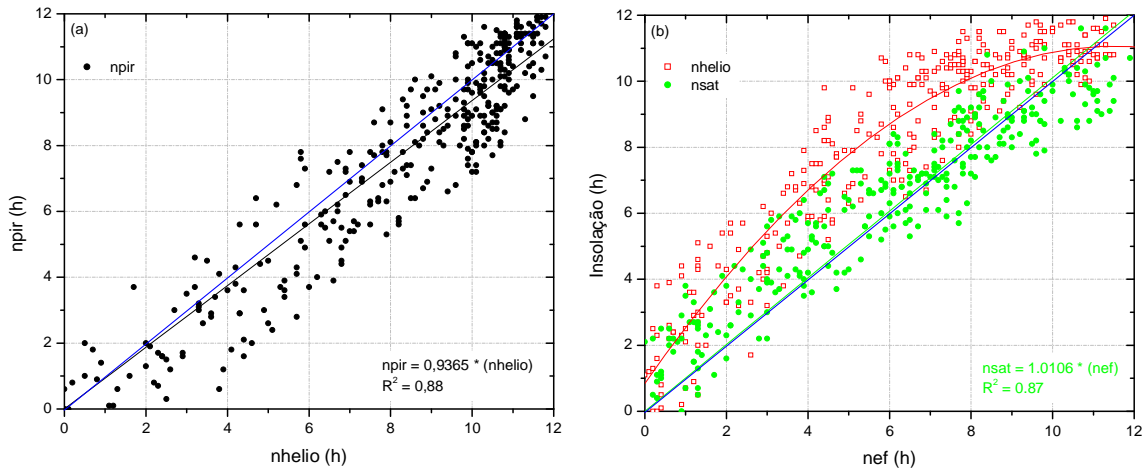 (a)
npir
npir (h)
12
10
8
6
4
2
0
npir = 0,9365 * (nhelio)
R² = 0,88
0 2 4 6 8 10 12
nhelio (h)
(b)
nhelio
nsat
Insolação (h)
12
10
8
6
4
2
0
nsat = 1.0106 * (nef)
R² = 0.87
0 2 4 6 8 10 12
nef (h)